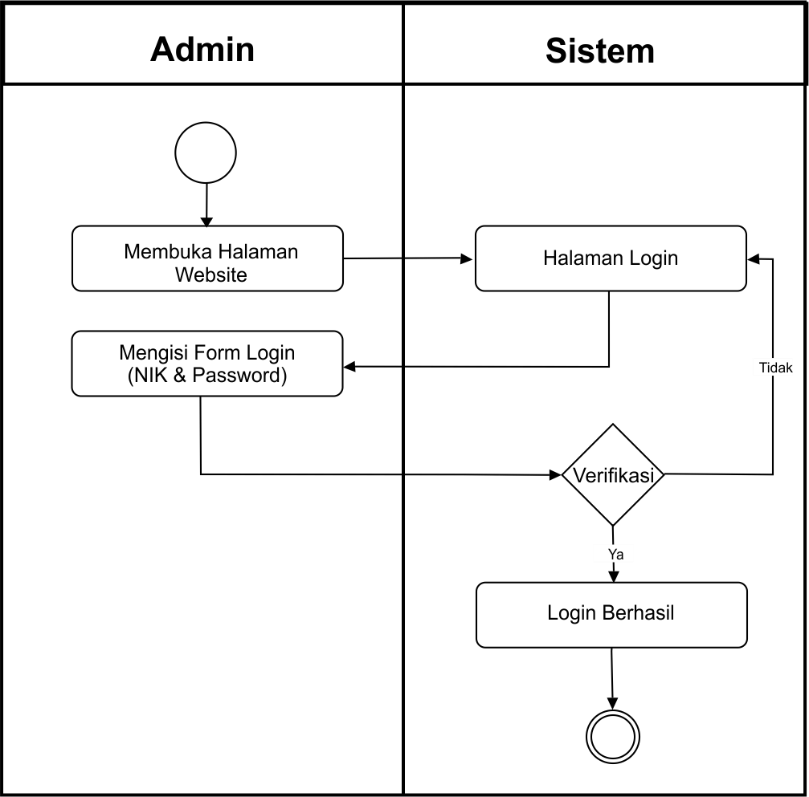 Admin
Sistem
Membuka Halaman
Website
Halaman Login
Mengisi Form Login
(NIK & Password)
Tidak
Verifikasi
Ya
Login Berhasil